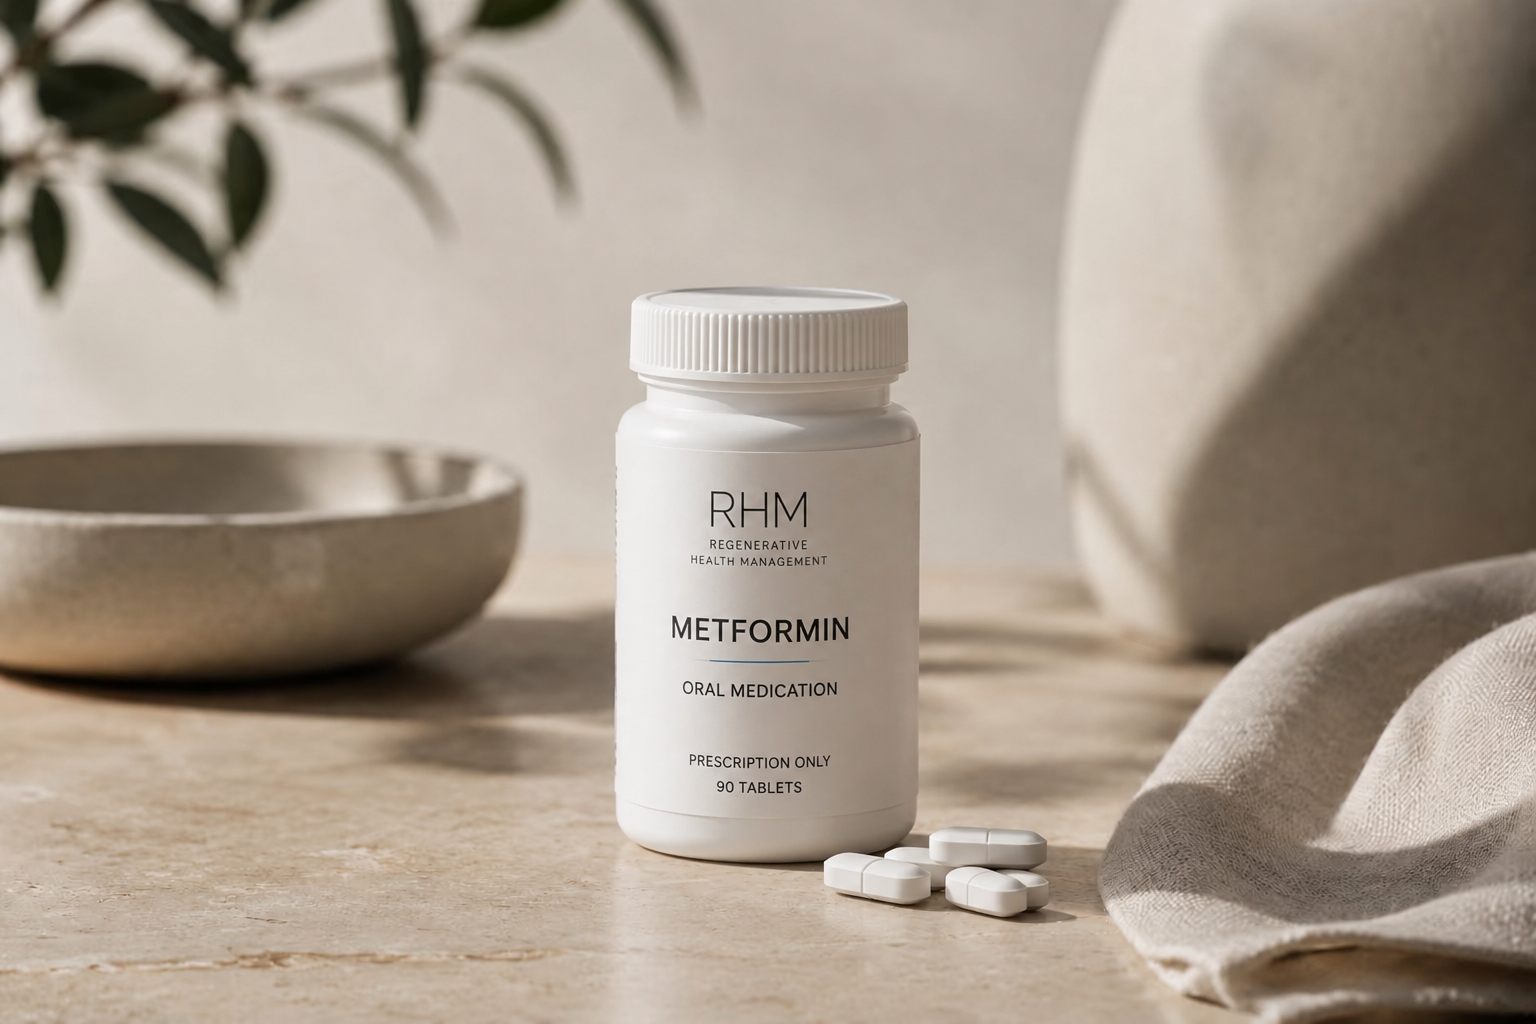 RHM
REGENERATIVE
HEALTH MANAGEMENT
METFORMIN
ORAL MEDICATION
PRESCRIPTION ONLY
90 TABLETS